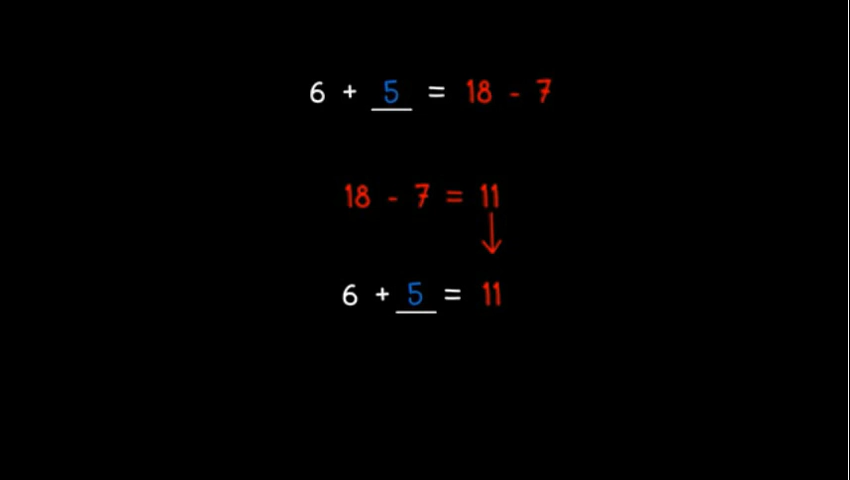 6 + 5 = 18 - 7
18 - 7 = 11
6 + 5 = 11